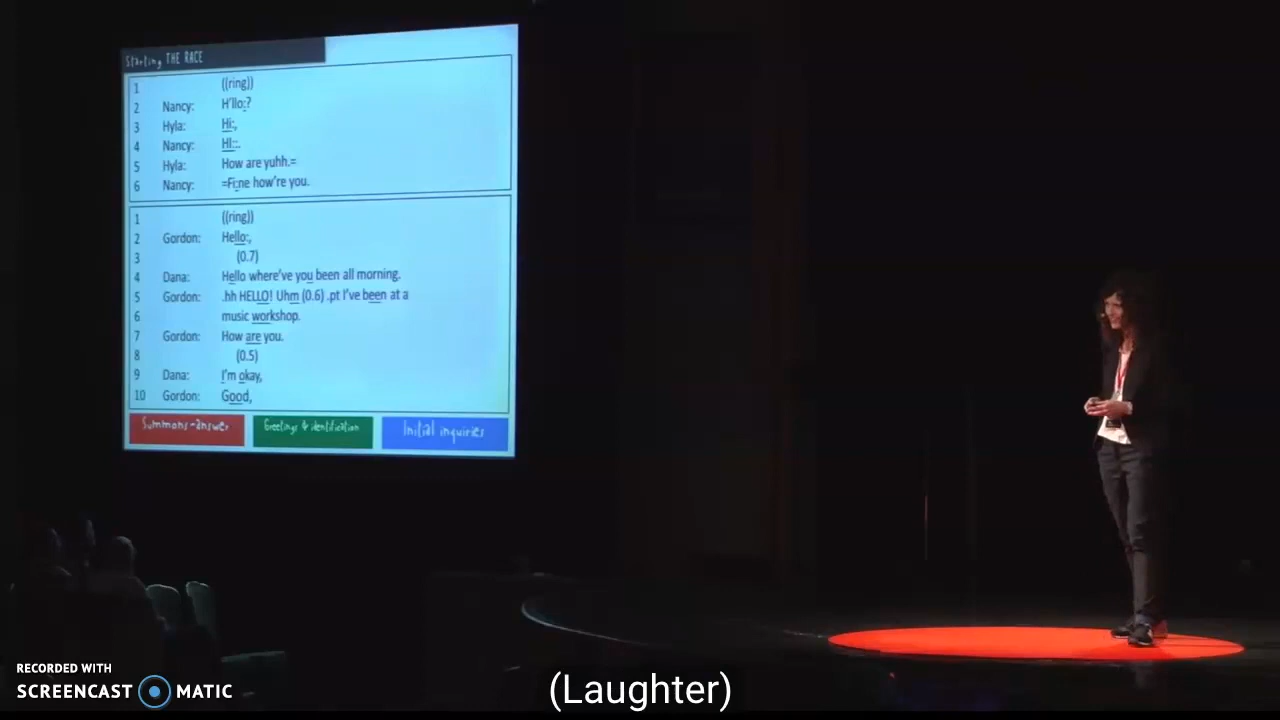 Starting THE RACE
1 ((ring))
2 Nancy: H'llo:?
3 Hyla: Hi:,
4 Nancy: HI::.
5 Hyla: How are yuhh.=
6 Nancy: =Fi:ne how're you.
1 ((ring))
2 Gordon: Hello:,
3 (0.7)
4 Dana: Hello where've you been all morning.
5 Gordon: .hh HELLO! Uhm (0.6) .pt I've been at a
6 music workshop.
7 Gordon: How are you.
8 (0.5)
9 Dana: I'm okay,
10 Gordon: Good,
Summons-answer Greetings & identification Initial inquiries
RECORDED WITH
SCREENCAST MATIC
(Laughter)